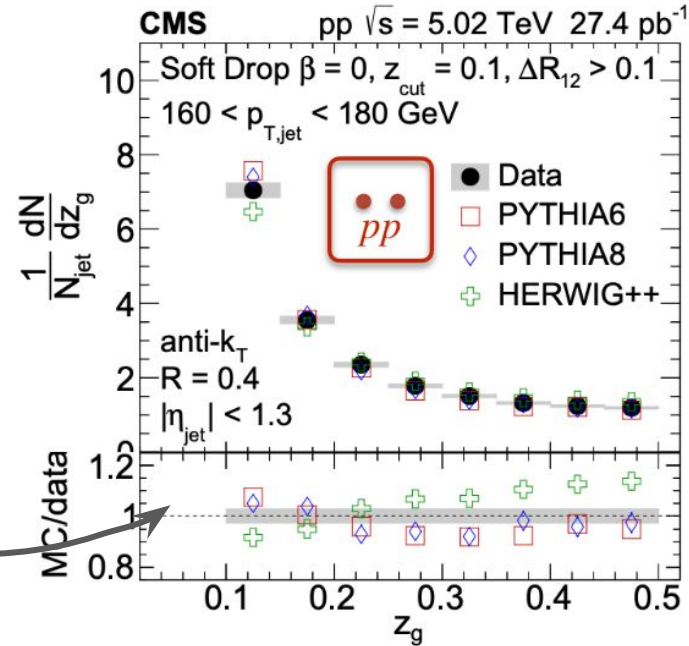 CMS pp √s = 5.02 TeV 27.4 pb⁻¹
Soft Drop β = 0, z_cut = 0.1, ΔR₁₂ > 0.1
160 < p_T,jet < 180 GeV
pp
Data
PYTHIA6
PYTHIA8
HERWIG++
anti-k_T
R = 0.4
|η_jet| < 1.3
1/N_jet dN/dz_g
10
8
6
4
2
0
MC/data
1.2
1
0.8
0.1 0.2 0.3 0.4 0.5
z_g